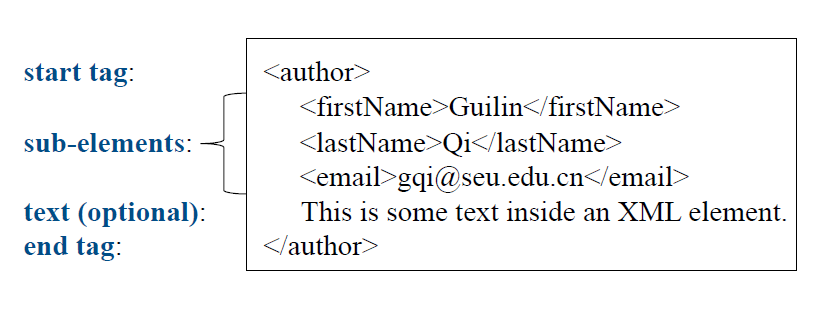 start tag: <author>
<firstName>Guilin</firstName>
sub-elements: <lastName>Qi</lastName>
<email>gqi@seu.edu.cn</email>
text (optional): This is some text inside an XML element.
end tag: </author>